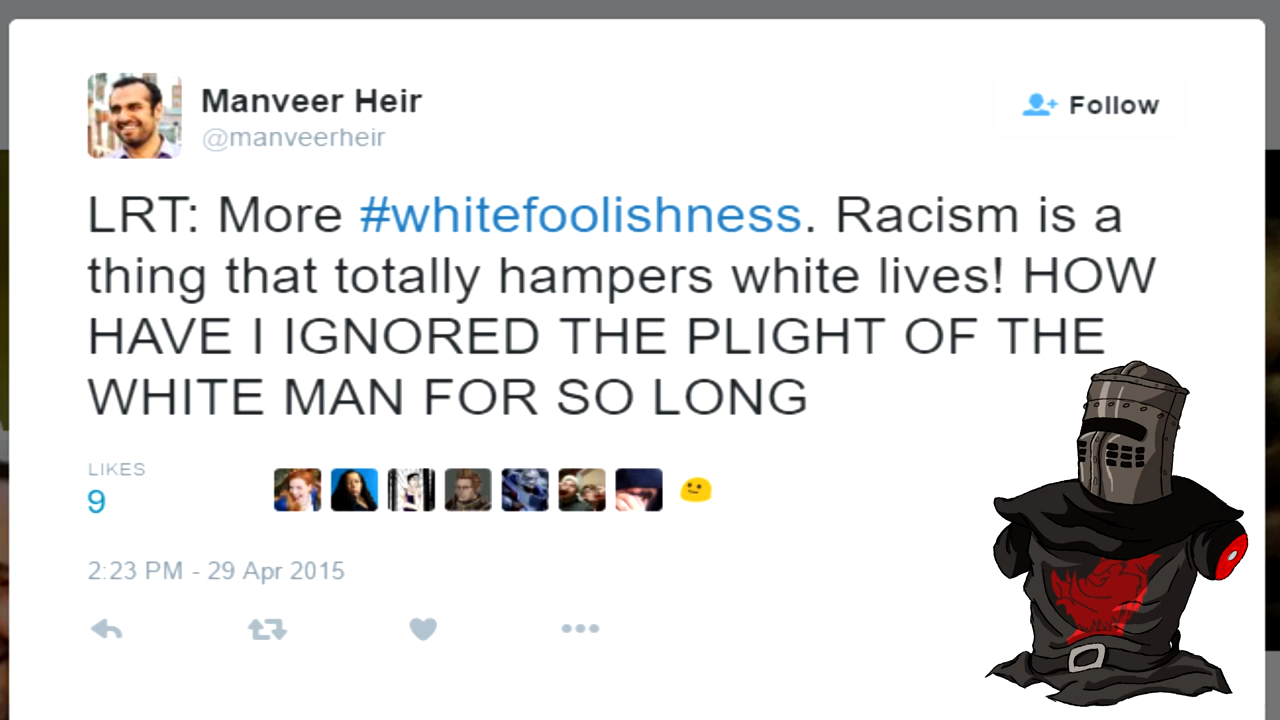 Manveer Heir
@manveerheir
Follow
LRT: More #whitefoolishness. Racism is a
thing that totally hampers white lives! HOW
HAVE I IGNORED THE PLIGHT OF THE
WHITE MAN FOR SO LONG
LIKES
9
2:23 PM - 29 Apr 2015